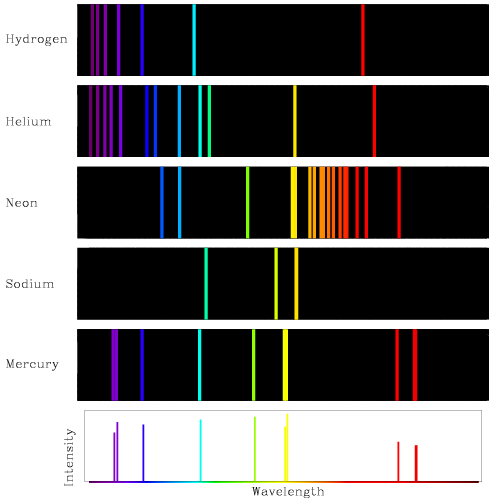 Hydrogen
Helium
Neon
Sodium
Mercury
Intensity
Wavelength